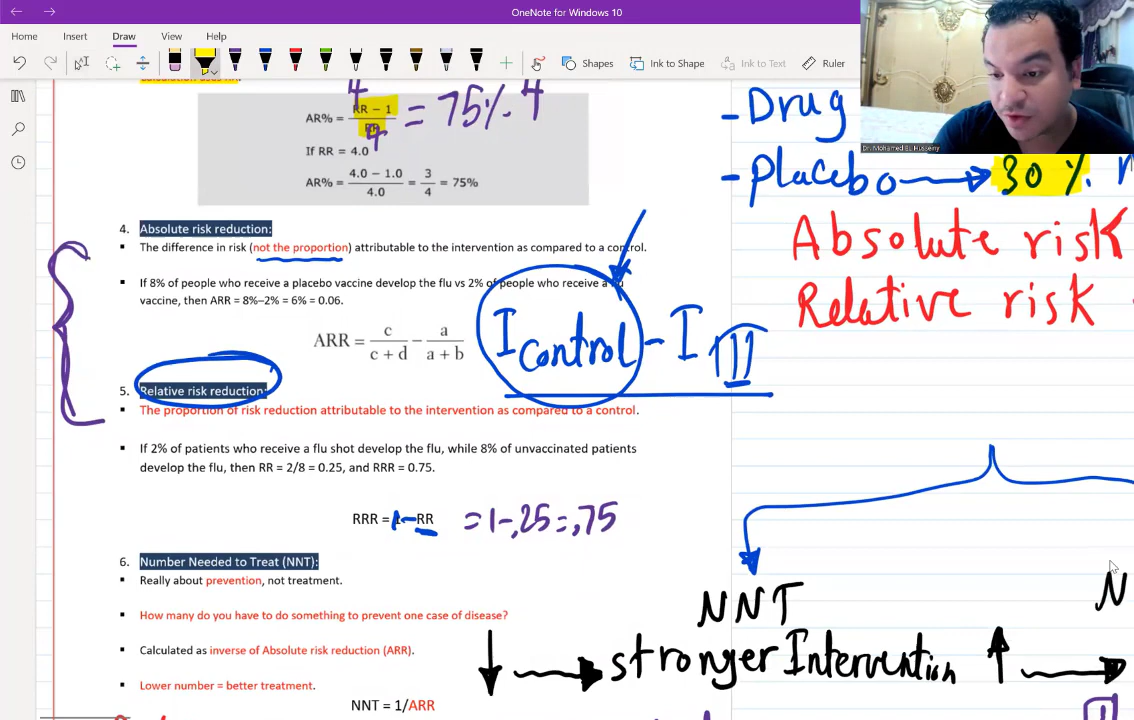 OneNote for Windows 10
Home Insert Draw View Help
Shapes Ink to Shape Ink to Text Ruler
4
AR% = RR − 1 = 75%. 4
4
If RR = 4.0
AR% = 4.0 − 1.0 / 4.0 = 3 / 4 = 75%
4. Absolute risk reduction:
▪ The difference in risk (not the proportion) attributable to the intervention as compared to a control.
▪ If 8% of people who receive a placebo vaccine develop the flu vs 2% of people who receive a flu
vaccine, then ARR = 8%–2% = 6% = 0.06.
ARR = c / c + d − a / a + b
I control - I
5. Relative risk reduction:
▪ The proportion of risk reduction attributable to the intervention as compared to a control.
▪ If 2% of patients who receive a flu shot develop the flu, while 8% of unvaccinated patients
develop the flu, then RR = 2/8 = 0.25, and RRR = 0.75.
RRR = 1 − RR = 1-,25 = ,75
6. Number Needed to Treat (NNT):
▪ Really about prevention, not treatment.
▪ How many do you have to do something to prevent one case of disease?
▪ Calculated as inverse of Absolute risk reduction (ARR).
▪ Lower number = better treatment.
NNT = 1/ARR
- Drug
- Placebo 30 %.
Absolute risk
Relative risk
NNT
N
stronger Intervention
Dr. Mohamed EL Husseiny